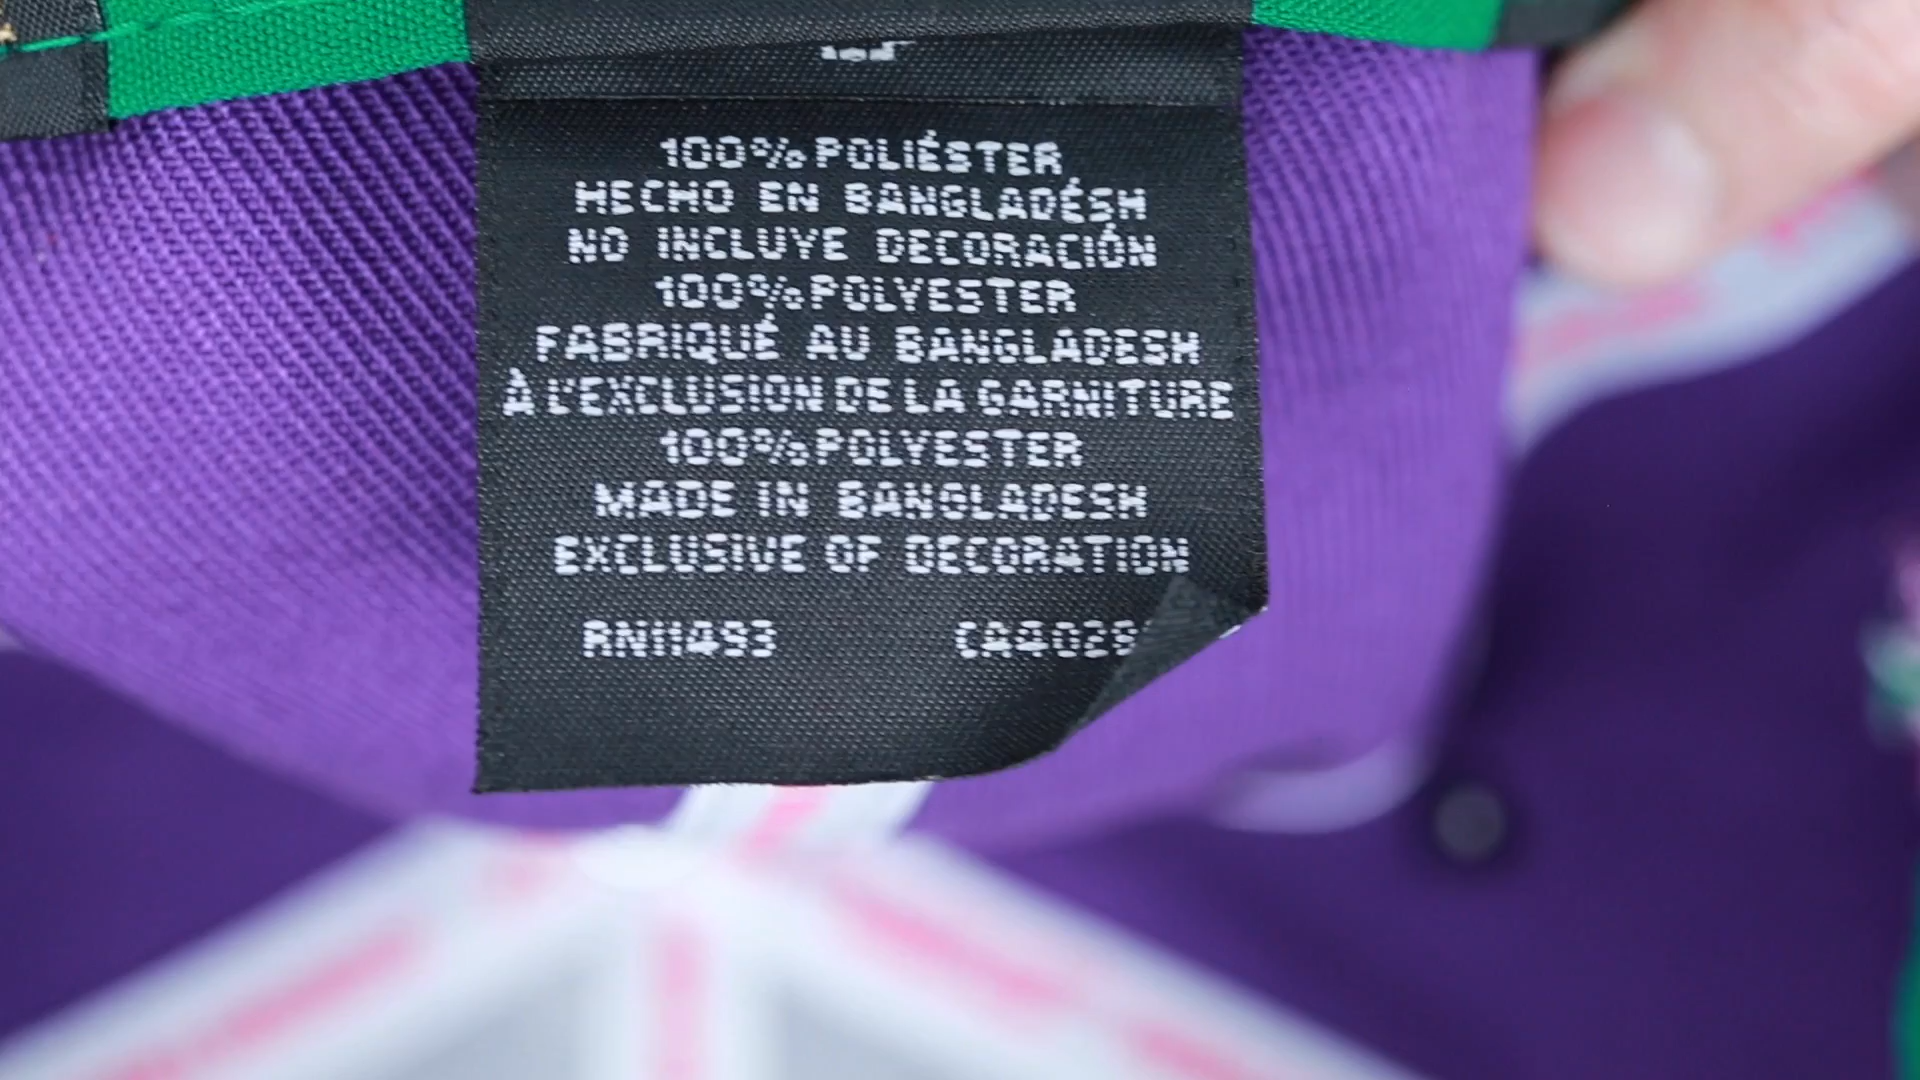 100% POLIÉSTER
HECHO EN BANGLADÉSH
NO INCLUYE DECORACIÓN
100% POLYESTER
FABRIQUÉ AU BANGLADESH
À L'EXCLUSION DE LA GARNITURE
100% POLYESTER
MADE IN BANGLADESH
EXCLUSIVE OF DECORATION
RN11493